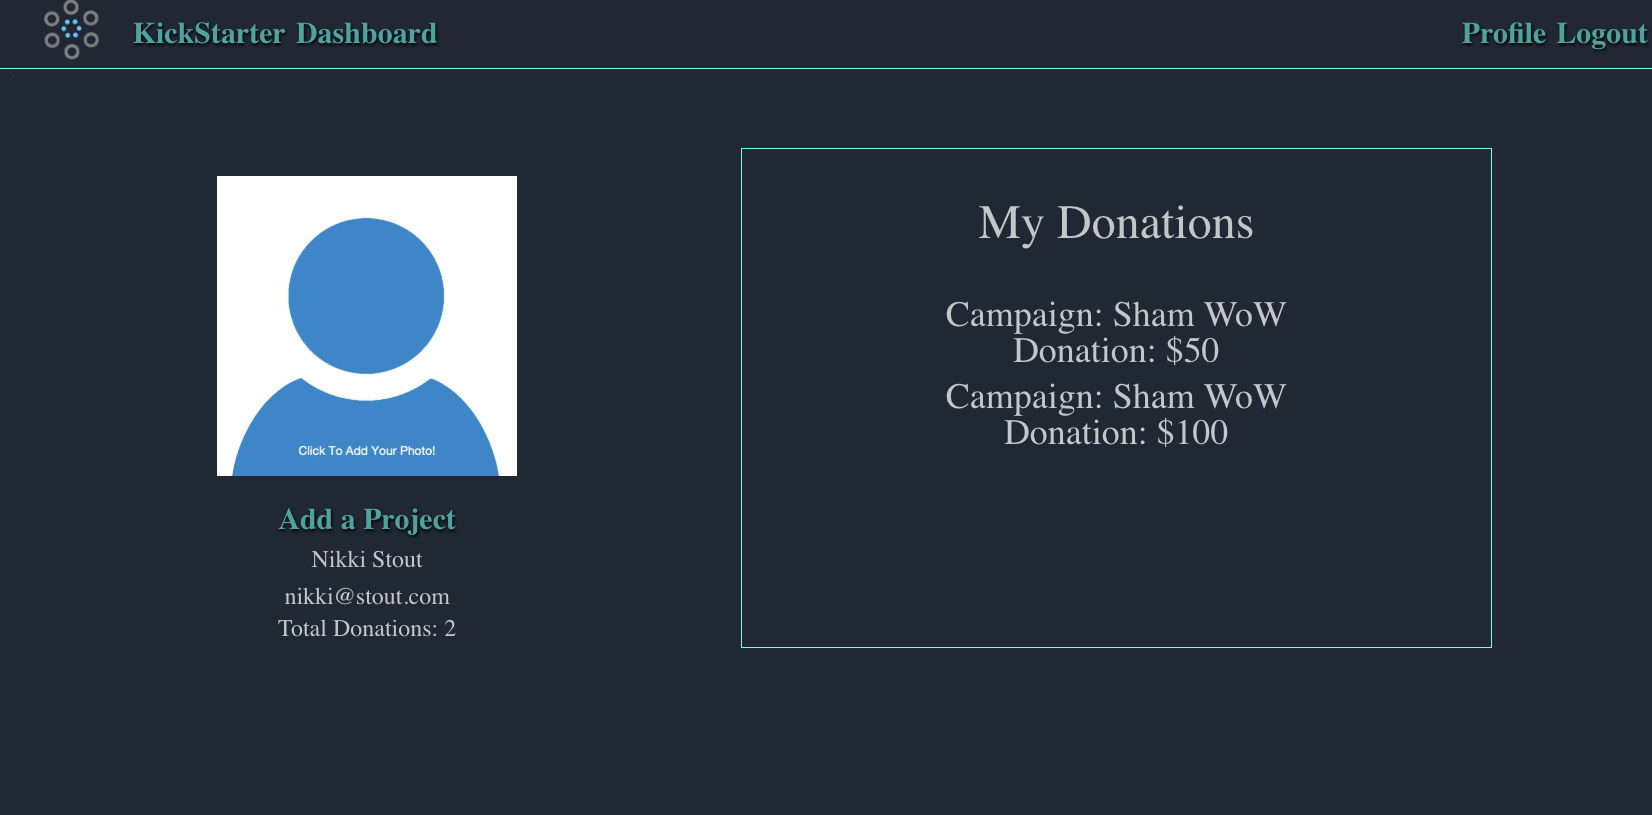 KickStarter Dashboard
Profile Logout
Click To Add Your Photo!
Add a Project
Nikki Stout
nikki@stout.com
Total Donations: 2
My Donations
Campaign: Sham WoW
Donation: $50
Campaign: Sham WoW
Donation: $100